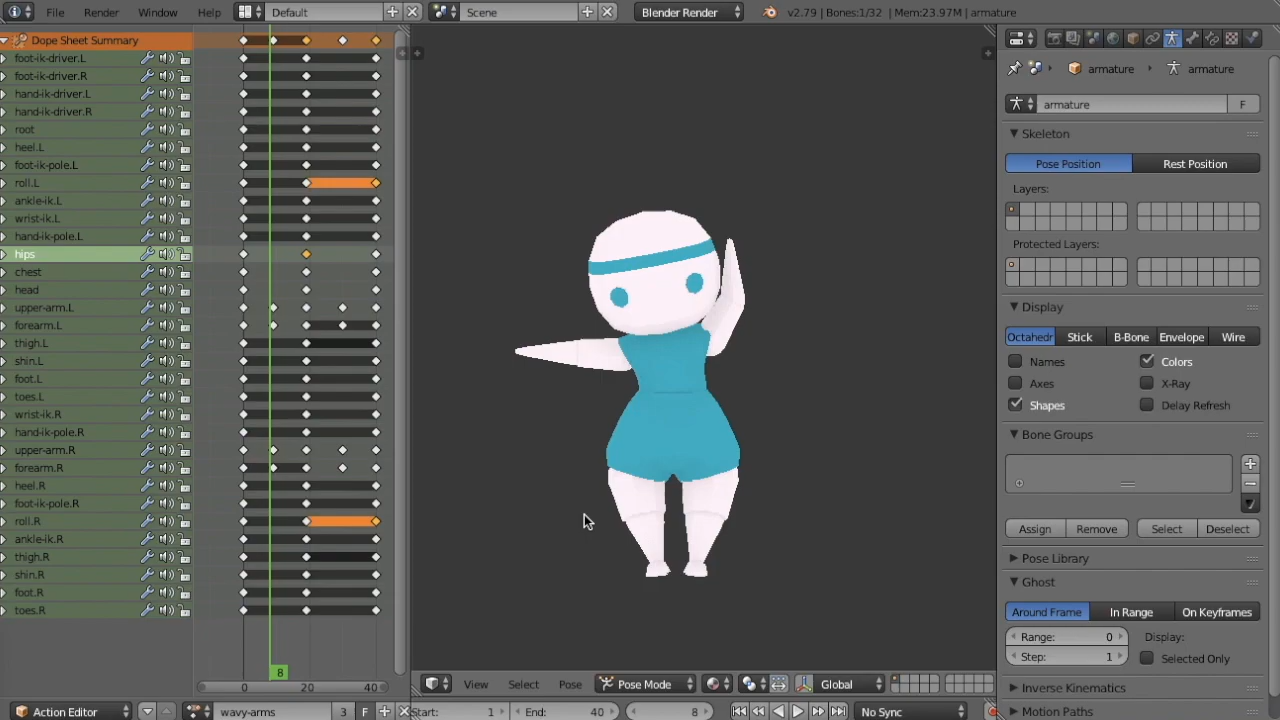 File Render Window Help Default Scene Blender Render v2.79 | Bones:1/32 | Mem:23.97M | armature
Dope Sheet Summary
foot-ik-driver.L
foot-ik-driver.R
hand-ik-driver.L
hand-ik-driver.R
root
heel.L
foot-ik-pole.L
roll.L
ankle-ik.L
wrist-ik.L
hand-ik-pole.L
hips
chest
head
upper-arm.L
forearm.L
thigh.L
shin.L
foot.L
toes.L
wrist-ik.R
hand-ik-pole.R
upper-arm.R
forearm.R
heel.R
foot-ik-pole.R
roll.R
ankle-ik.R
thigh.R
shin.R
foot.R
toes.R
8
0 20 40
Action Editor wavy-arms 3 F
View Select Pose Pose Mode Global
Start: 1 End: 40 8 No Sync
armature armature
armature F
Skeleton
Pose Position Rest Position
Layers:
Protected Layers:
Display
Octahedr Stick B-Bone Envelope Wire
Names Colors
Axes X-Ray
Shapes Delay Refresh
Bone Groups
Assign Remove Select Deselect
Pose Library
Ghost
Around Frame In Range On Keyframes
Range: 0 Display:
Step: 1 Selected Only
Inverse Kinematics
Motion Paths